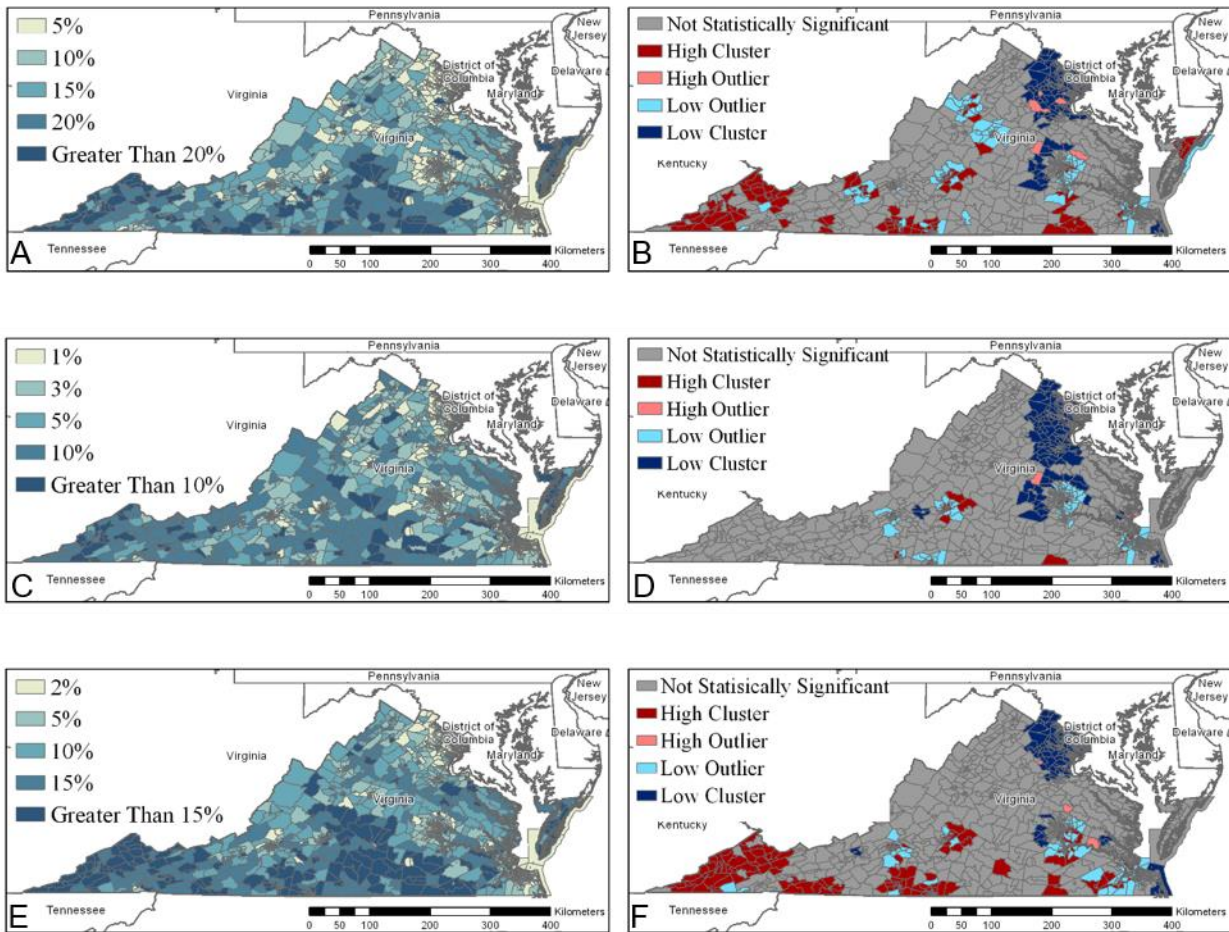 Pennsylvania
New
Jersey
5%
10%
15%
20%
Greater Than 20%
District of
Columbia
Maryland
Delaware
Virginia
Virginia
Tennessee
Kilometers
0 50 100 200 300 400
A
Pennsylvania
New
Jersey
Not Statistically Significant
High Cluster
High Outlier
Low Outlier
Low Cluster
District of
Columbia
Maryland
Delaware
Virginia
Kentucky
Kilometers
0 50 100 200 300 400
B
Pennsylvania
New
Jersey
1%
3%
5%
10%
Greater Than 10%
District of
Columbia
Maryland
Delaware
Virginia
Virginia
Tennessee
Kilometers
0 50 100 200 300 400
C
Pennsylvania
New
Jersey
Not Statistically Significant
High Cluster
High Outlier
Low Outlier
Low Cluster
District of
Columbia
Maryland
Delaware
Virginia
Kentucky
Kilometers
0 50 100 200 300 400
D
Pennsylvania
New
Jersey
2%
5%
10%
15%
Greater Than 15%
District of
Columbia
Maryland
Delaware
Virginia
Virginia
Tennessee
Kilometers
0 50 100 200 300 400
E
Pennsylvania
New
Jersey
Not Statisically Significant
High Cluster
High Outlier
Low Outlier
Low Cluster
District of
Columbia
Maryland
Delaware
Virginia
Kentucky
Kilometers
0 50 100 200 300 400
F